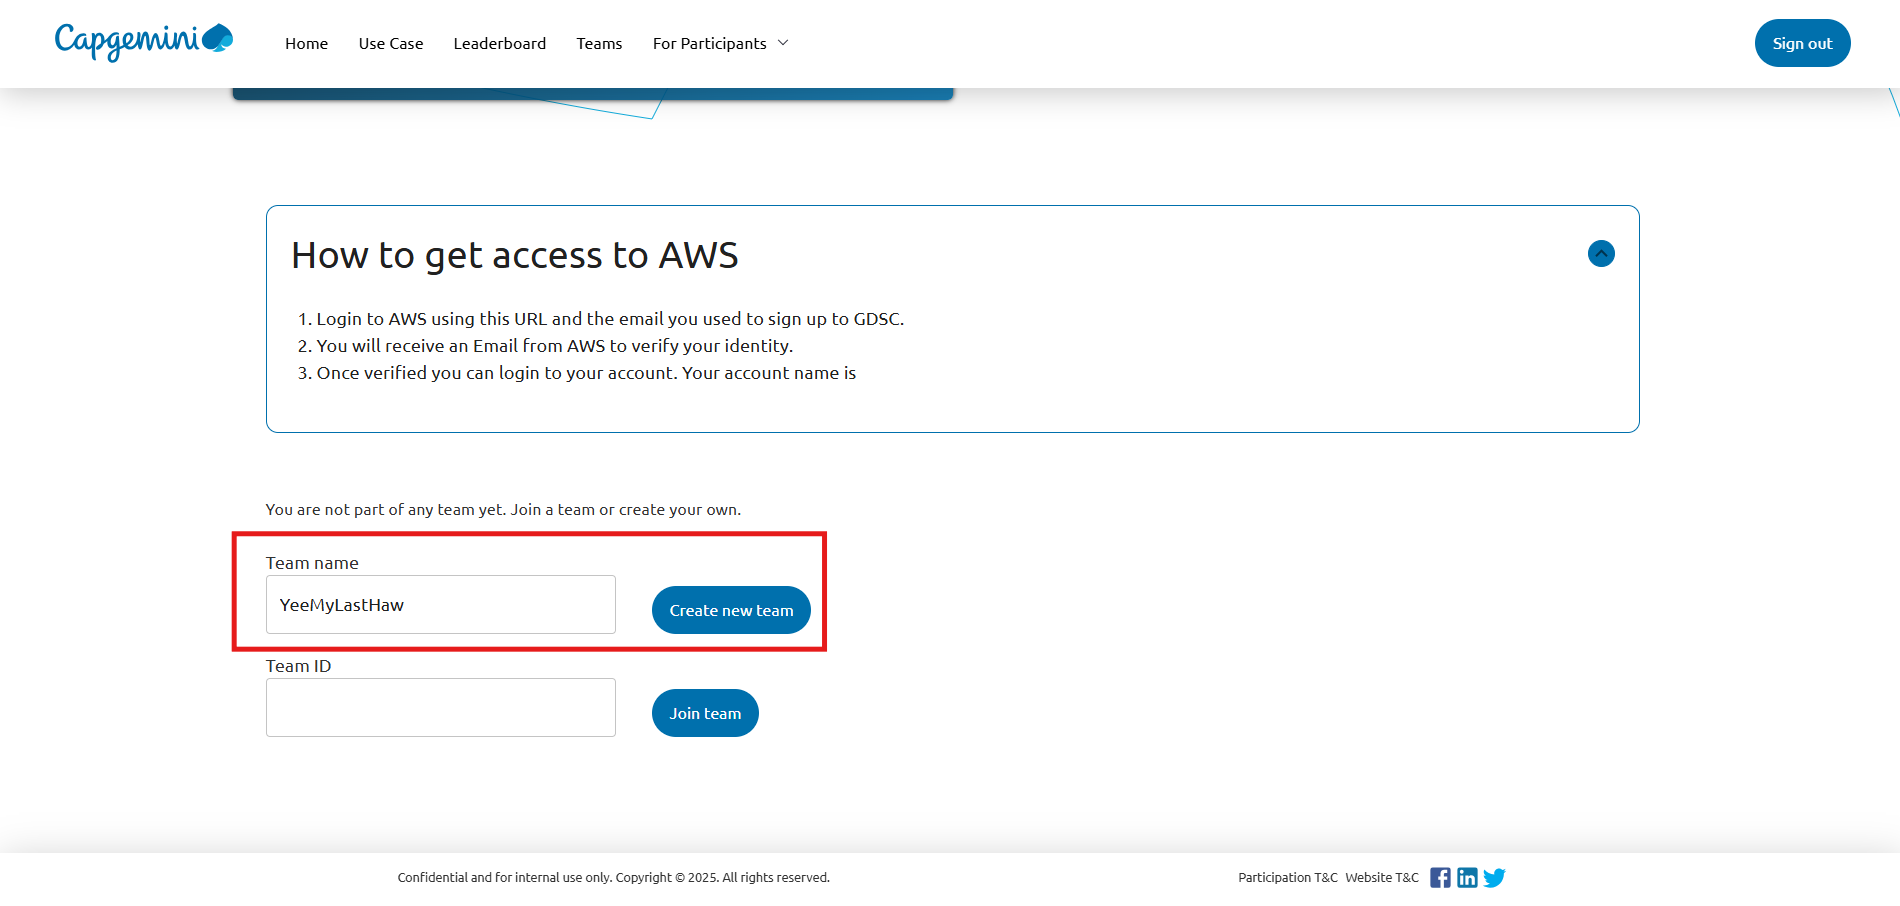 Capgemini
Home Use Case Leaderboard Teams For Participants
Sign out
How to get access to AWS
1. Login to AWS using this URL and the email you used to sign up to GDSC.
2. You will receive an Email from AWS to verify your identity.
3. Once verified you can login to your account. Your account name is
You are not part of any team yet. Join a team or create your own.
Team name
YeeMyLastHaw
Create new team
Team ID
Join team
Confidential and for internal use only. Copyright © 2025. All rights reserved.
Participation T&C Website T&C